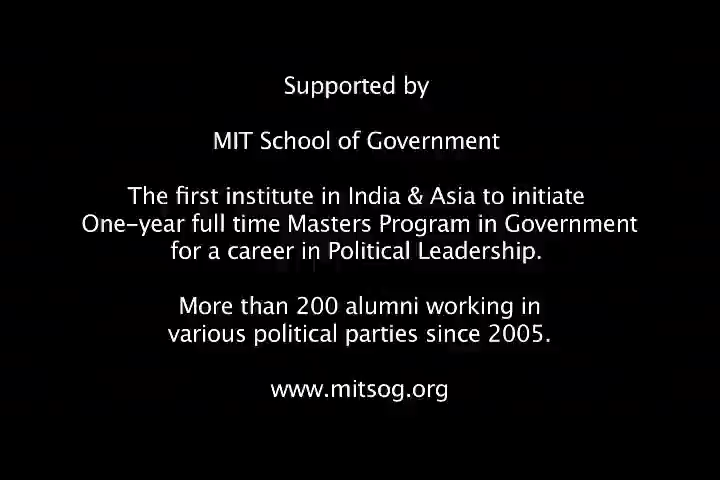 Supported by
MIT School of Government
The first institute in India & Asia to initiate
One-year full time Masters Program in Government
for a career in Political Leadership.
More than 200 alumni working in
various political parties since 2005.
www.mitsog.org